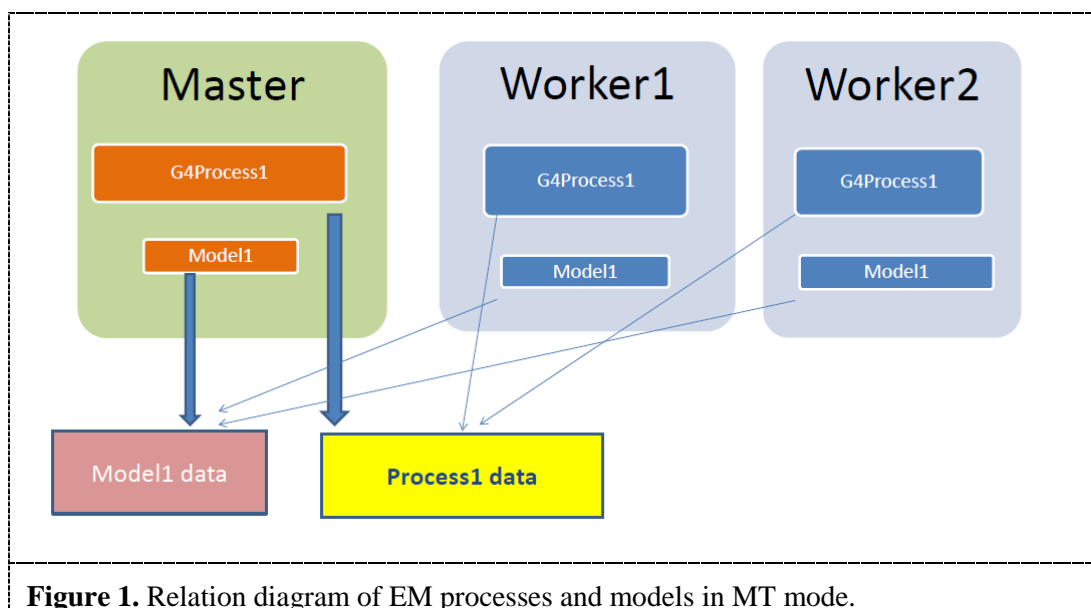 Master
Worker1
Worker2
G4Process1
G4Process1
G4Process1
Model1
Model1
Model1
Model1 data
Process1 data
Figure 1. Relation diagram of EM processes and models in MT mode.